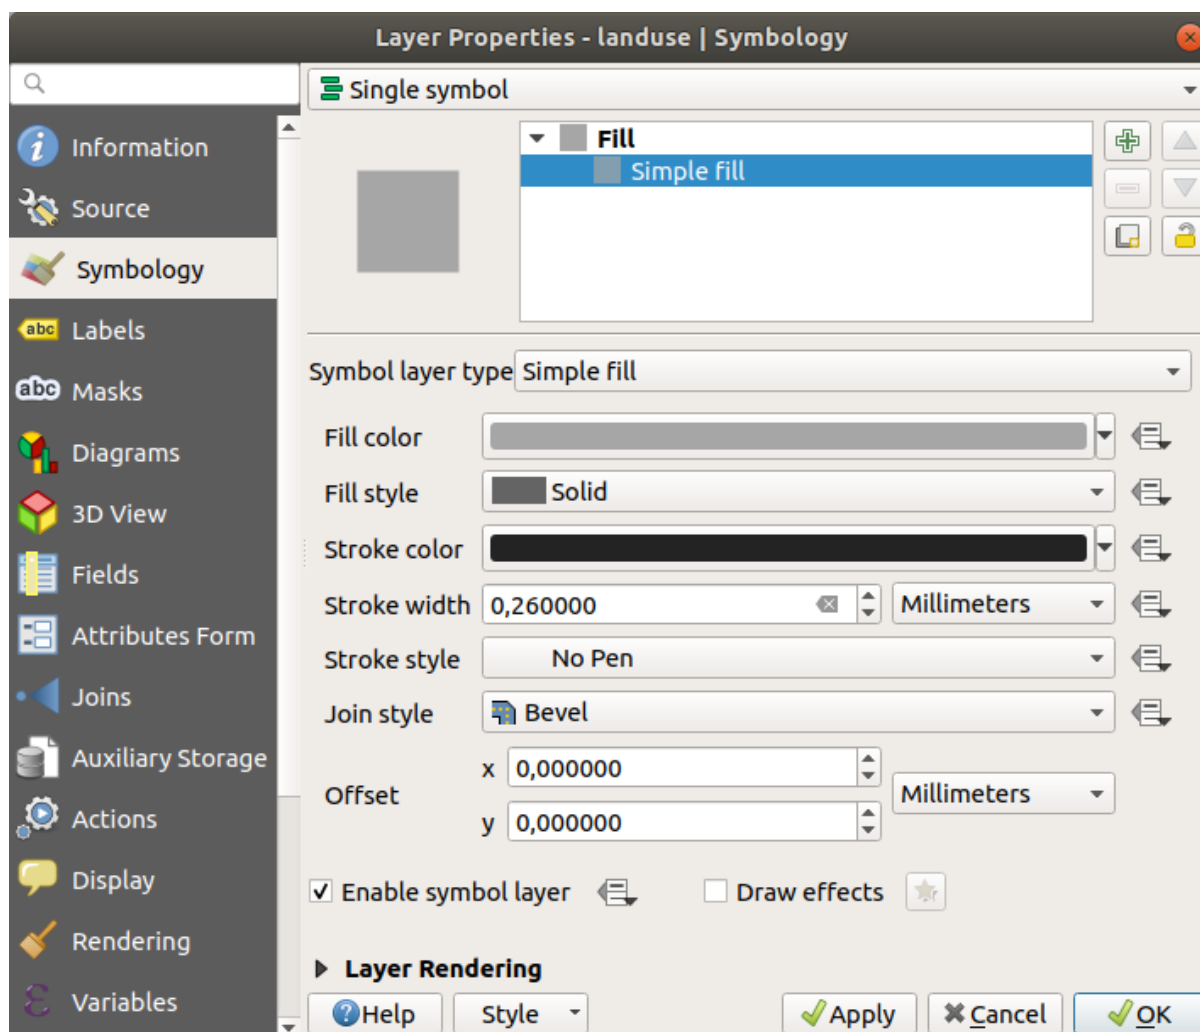 Layer Properties - landuse | Symbology
Single symbol
Information
Source
Symbology
Labels
Masks
Diagrams
3D View
Fields
Attributes Form
Joins
Auxiliary Storage
Actions
Display
Rendering
Variables
Fill
Simple fill
Symbol layer type Simple fill
Fill color
Fill style Solid
Stroke color
Stroke width 0,260000 Millimeters
Stroke style No Pen
Join style Bevel
Offset x 0,000000 Millimeters
y 0,000000
Enable symbol layer Draw effects
Layer Rendering
Help Style Apply Cancel OK
abc
abc